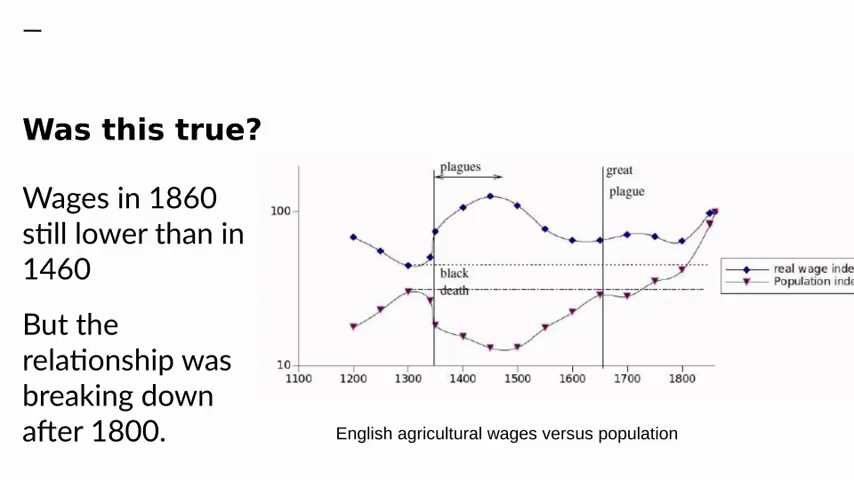 –
Was this true?
Wages in 1860
still lower than in
1460
But the
relationship was
breaking down
after 1800.
plagues
great
plague
100
black
death
10
1100 1200 1300 1400 1500 1600 1700 1800
real wage inde
Population inde
English agricultural wages versus population